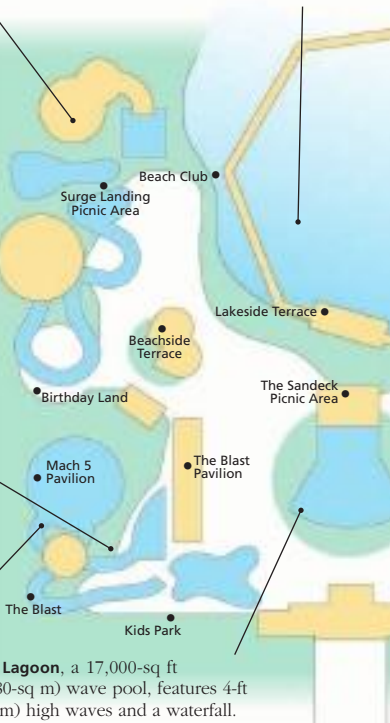 Beach Club
Surge Landing
Picnic Area
Lakeside Terrace
Beachside
Terrace
The Sandeck
Picnic Area
Birthday Land
Mach 5
Pavilion
The Blast
Pavilion
The Blast
Kids Park
Lagoon, a 17,000-sq ft
80-sq m) wave pool, features 4-ft
m) high waves and a waterfall.